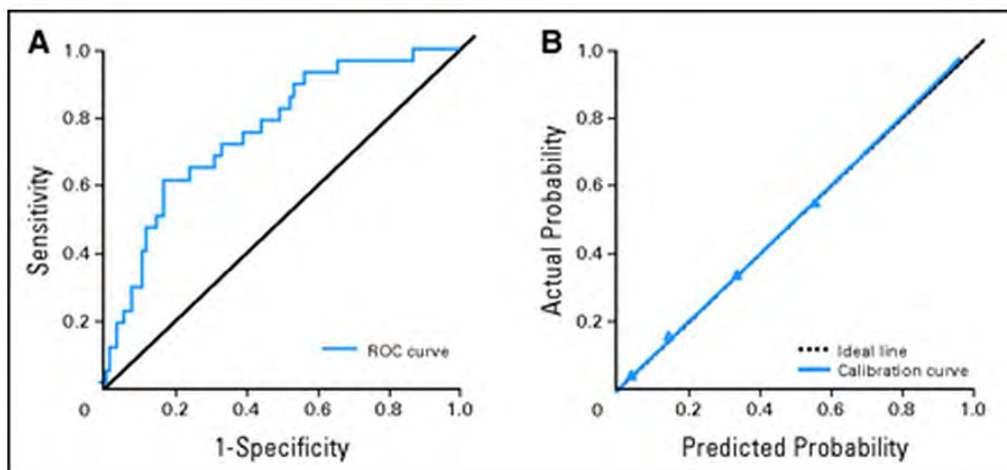 A
1.0
0.8
0.6
0.4
0.2
0
0.2
0.4
0.6
0.8
1.0
Sensitivity
1-Specificity
ROC curve
B
1.0
0.8
0.6
0.4
0.2
0
0.2
0.4
0.6
0.8
1.0
Actual Probability
Predicted Probability
Ideal line
Calibration curve